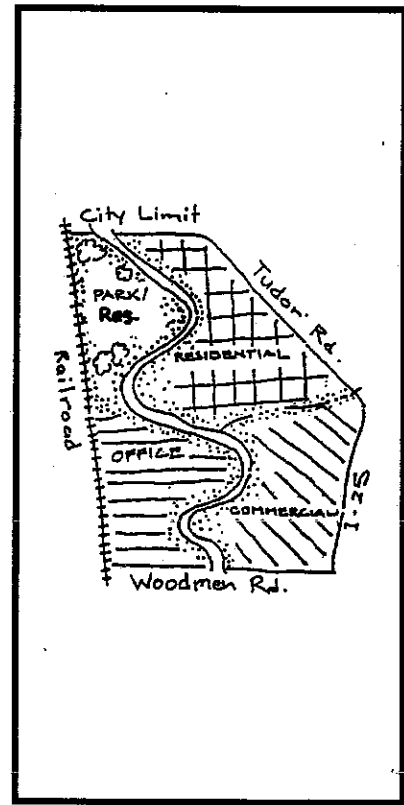 City Limit
PARK/
Res.
Tudor Rd.
RESIDENTIAL
Railroad
OFFICE
COMMERCIAL
I-25
Woodmen Rd.